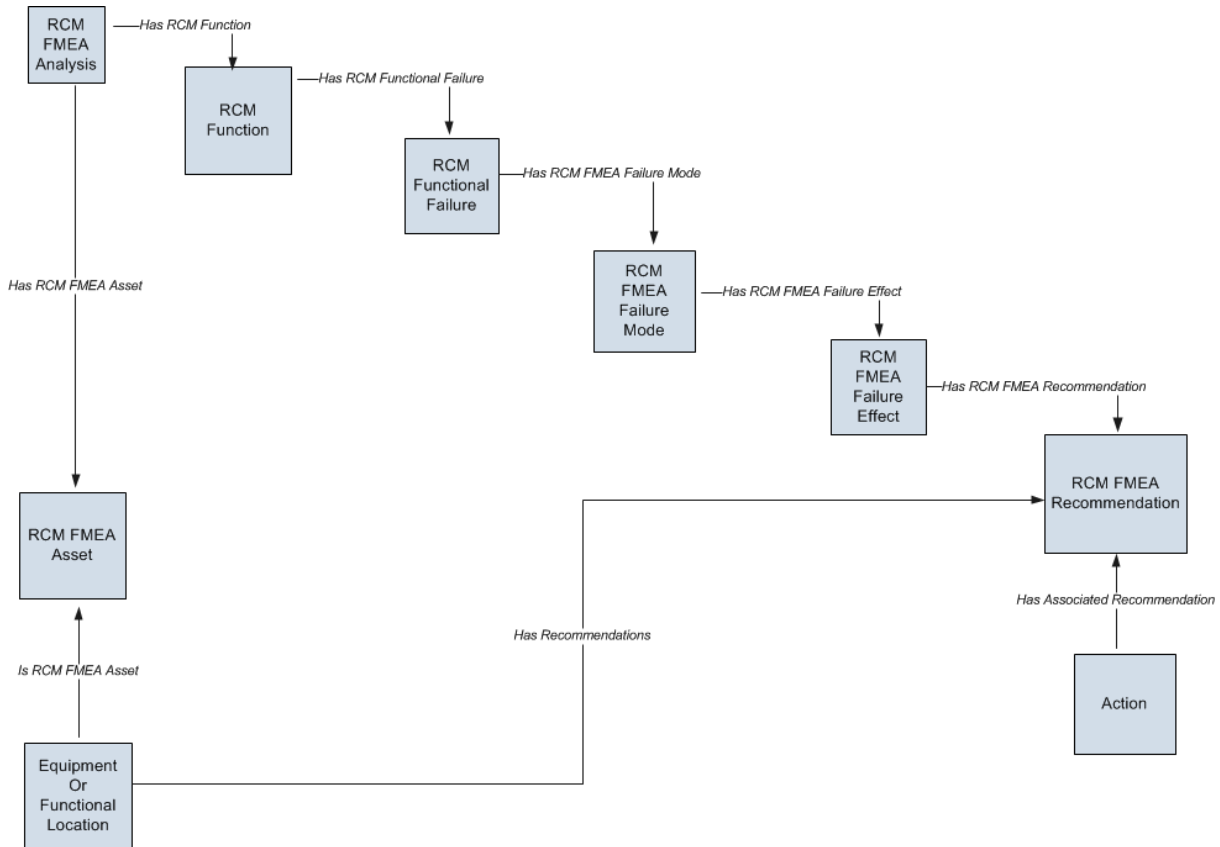 RCM
FMEA
Analysis
Has RCM Function
RCM
Function
Has RCM Functional Failure
RCM
Functional
Failure
Has RCM FMEA Failure Mode
RCM
FMEA
Failure
Mode
Has RCM FMEA Asset
Has RCM FMEA Failure Effect
RCM
FMEA
Failure
Effect
Has RCM FMEA Recommendation
RCM FMEA
Recommendation
RCM FMEA
Asset
Has Associated Recommendation
Has Recommendations
Is RCM FMEA Asset
Action
Equipment
Or
Functional
Location